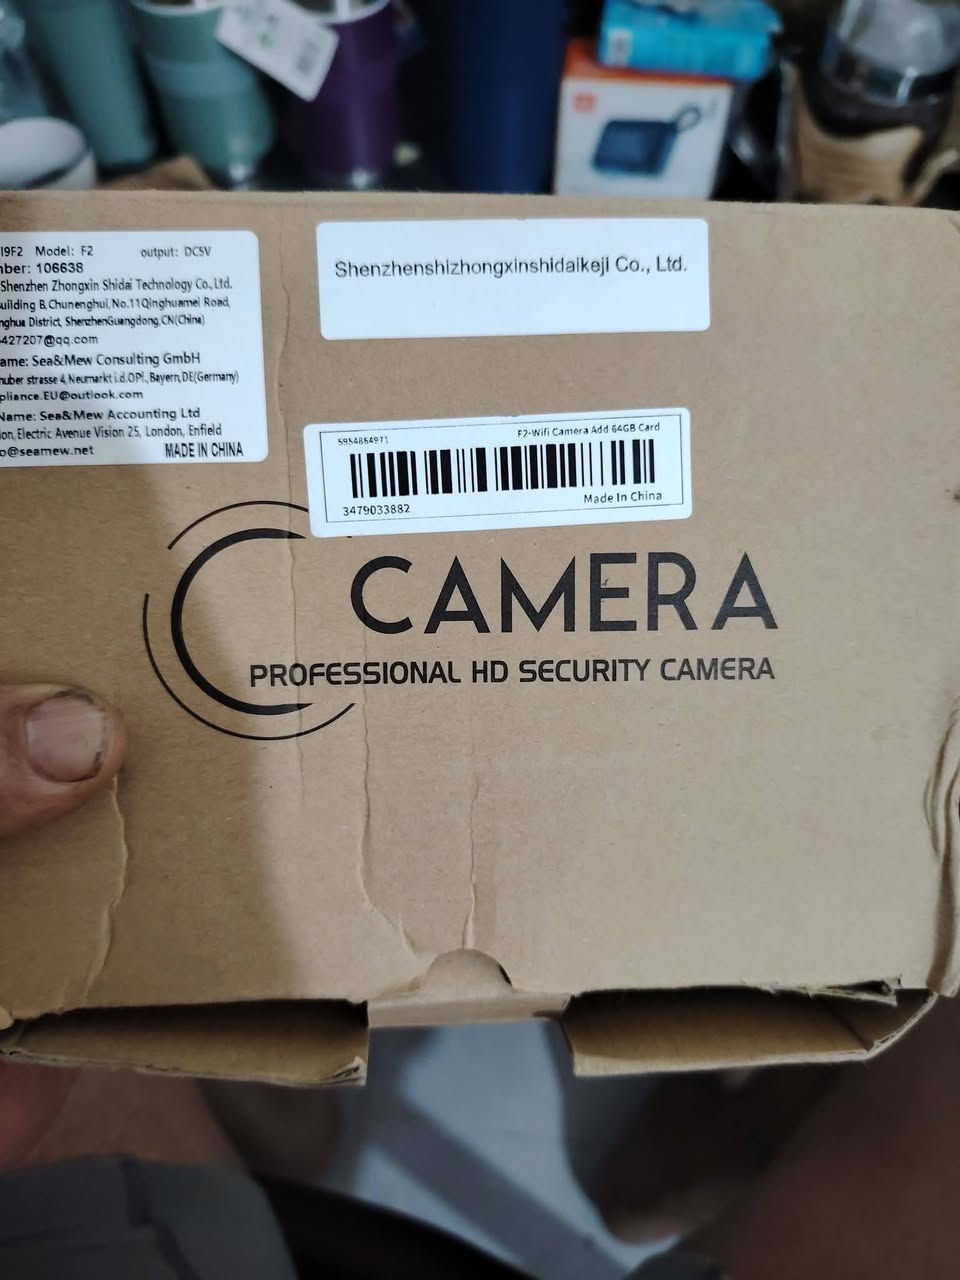 I9F2 Model: F2 output: DC5V
mber: 106638
Shenzhen Zhongxin Shidai Technology Co., Ltd.
uilding B, Chunenghui, No.11 Qinghuamei Road,
nghua District, ShenzhenGuangdong, CN(China)
427207@qq.com
ame: Sea&Mew Consulting GmbH
huber strasse 4, Neumarkt i.d.OPf., Bayern, DE(Germany)
pliance.EU@outlook.com
Name: Sea&Mew Accounting Ltd
on, Electric Avenue Vision 25, London, Enfield
o@seamew.net MADE IN CHINA
Shenzhenshizhongxinshidaikeji Co., Ltd.
5954864971 F2-Wifi Camera Add 64GB Card
3479033882 Made In China
CAMERA
PROFESSIONAL HD SECURITY CAMERA